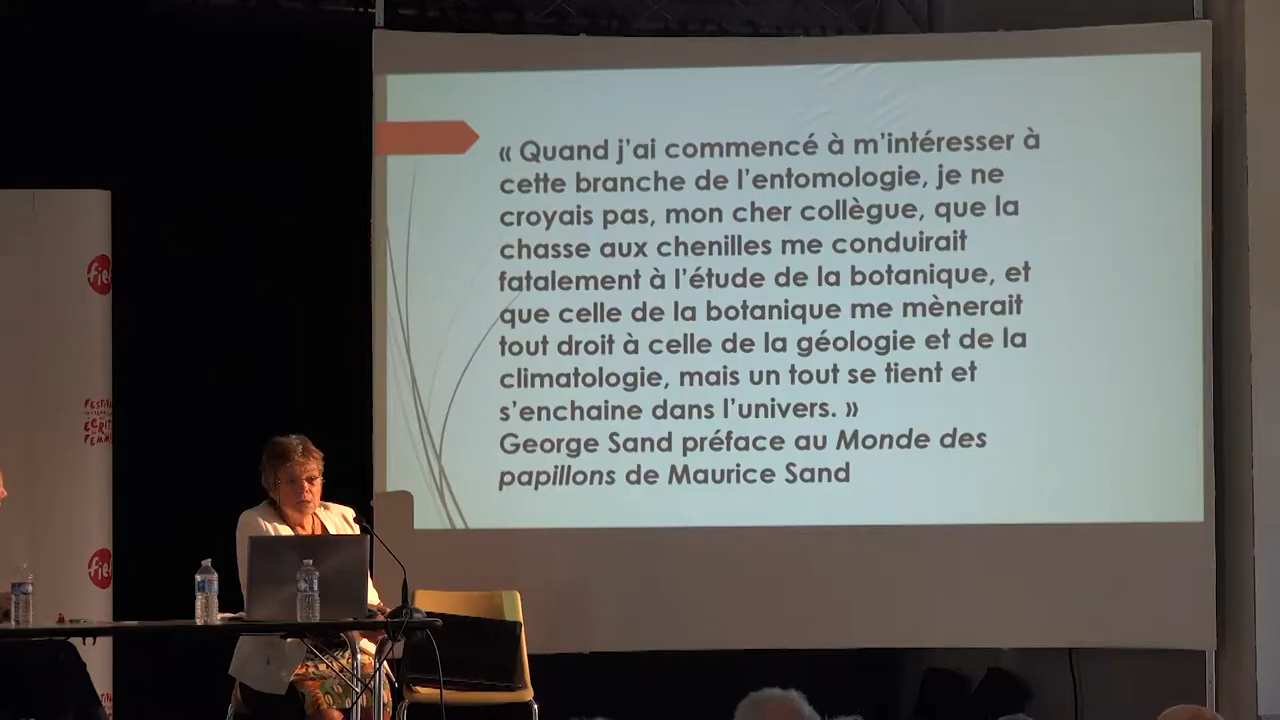 « Quand j’ai commencé à m’intéresser à
cette branche de l’entomologie, je ne
croyais pas, mon cher collègue, que la
chasse aux chenilles me conduirait
fatalement à l’étude de la botanique, et
que celle de la botanique me mènerait
tout droit à celle de la géologie et de la
climatologie, mais un tout se tient et
s’enchaine dans l’univers. »
George Sand préface au Monde des
papillons de Maurice Sand